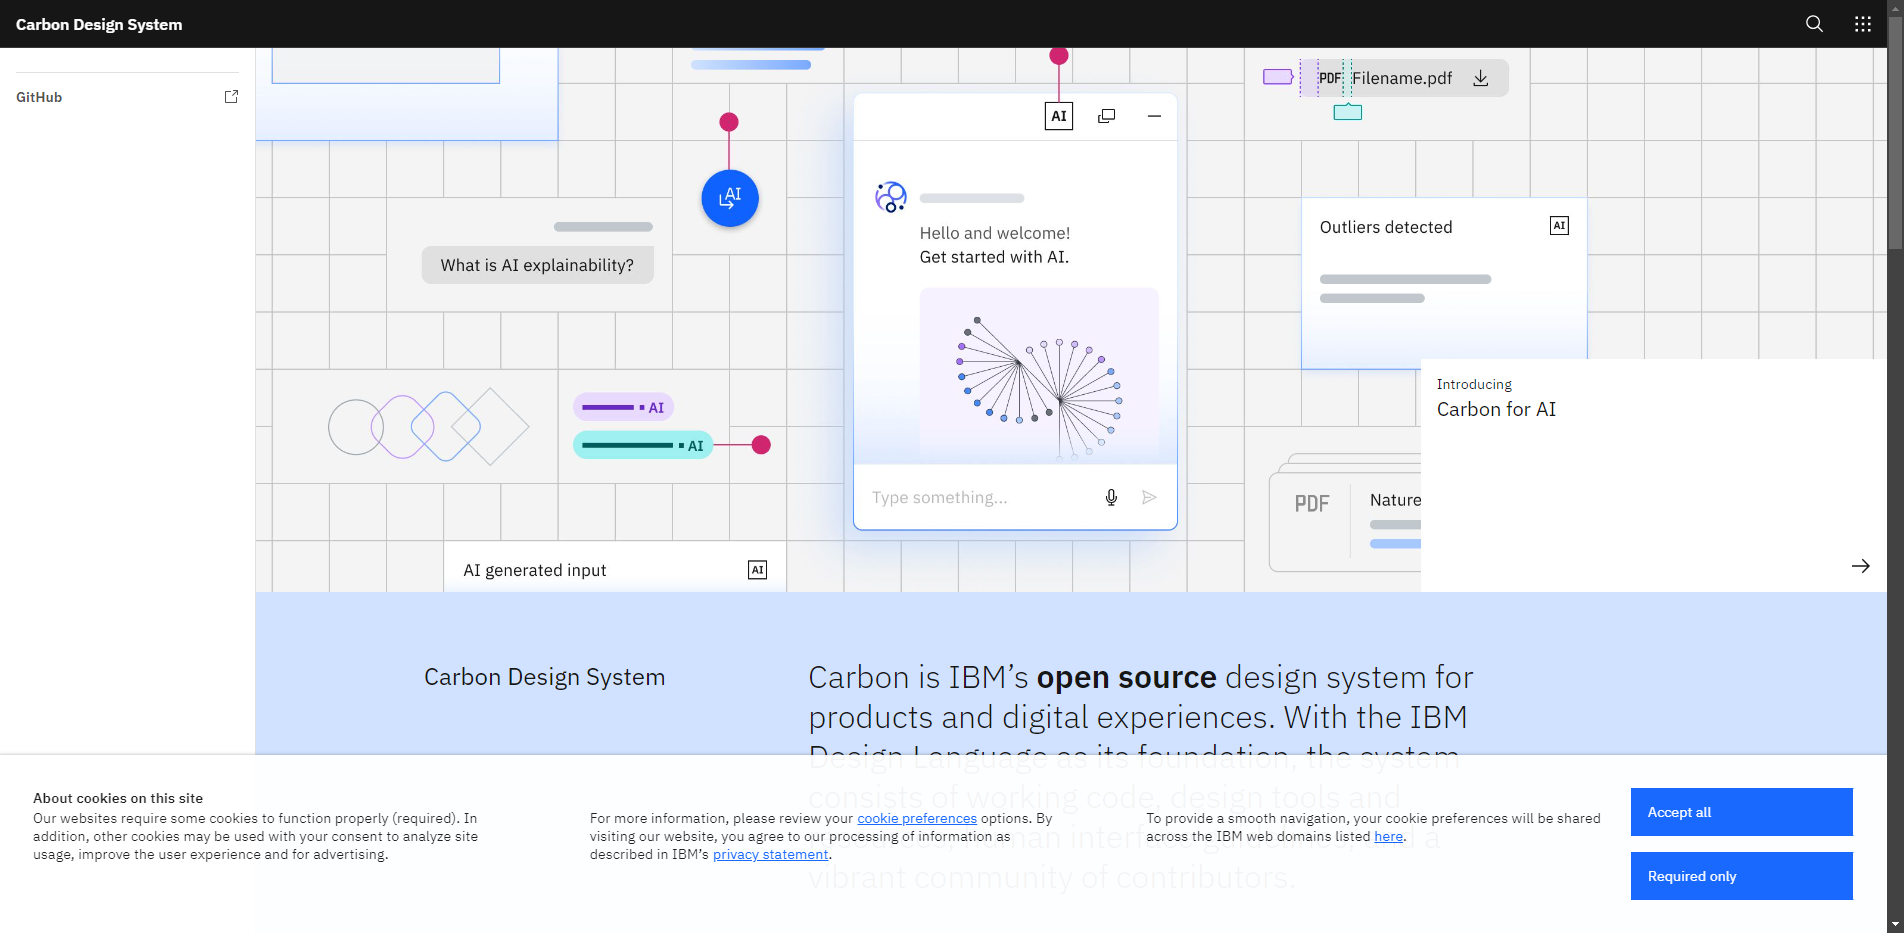 Carbon Design System
GitHub
AI
PDF Filename.pdf
AI
Hello and welcome!
Get started with AI.
What is AI explainability?
Outliers detected
AI
AI
AI
Introducing
Carbon for AI
Type something...
PDF
Nature
AI generated input
AI
Carbon Design System
Carbon is IBM’s open source design system for
products and digital experiences. With the IBM
Design Language as its foundation, the system
consists of working code, design tools and
human interface guidelines, and a
vibrant community of contributors.
About cookies on this site
Our websites require some cookies to function properly (required). In
addition, other cookies may be used with your consent to analyze site
usage, improve the user experience and for advertising.
For more information, please review your cookie preferences options. By
visiting our website, you agree to our processing of information as
described in IBM’s privacy statement.
To provide a smooth navigation, your cookie preferences will be shared
across the IBM web domains listed here.
Accept all
Required only